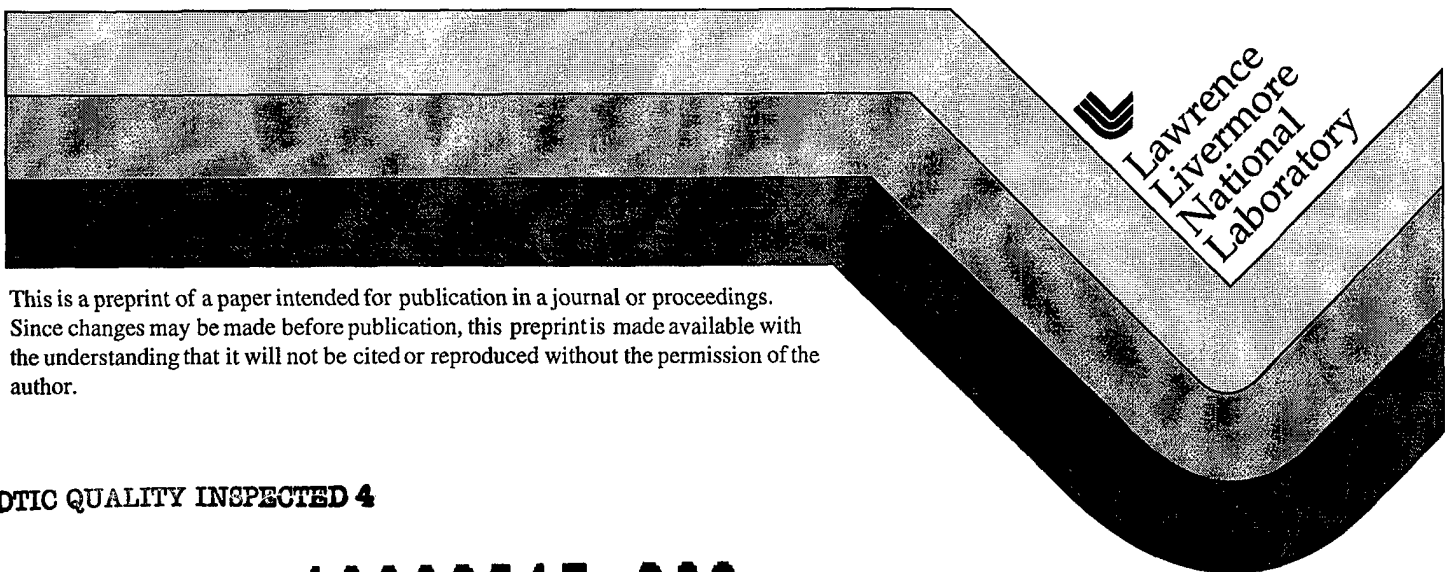 Lawrence
Livermore
National
Laboratory
This is a preprint of a paper intended for publication in a journal or proceedings.
Since changes may be made before publication, this preprint is made available with
the understanding that it will not be cited or reproduced without the permission of the
author.
DTIC QUALITY INSPECTED 4